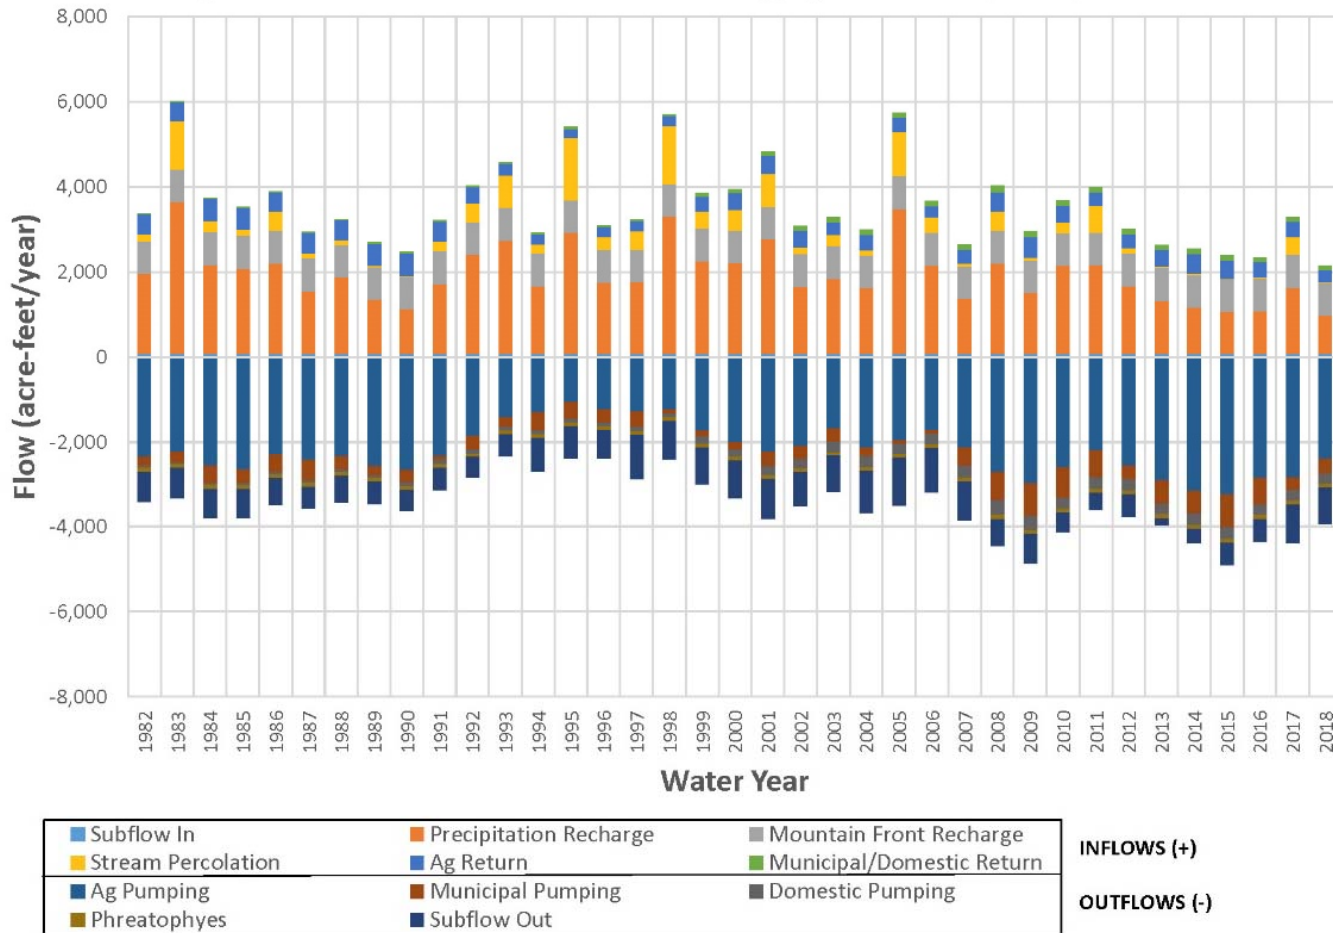 8,000
6,000
4,000
2,000
0
-2,000
-4,000
-6,000
-8,000
Flow (acre-feet/year)
1982 1983 1984 1985 1986 1987 1988 1989 1990 1991 1992 1993 1994 1995 1996 1997 1998 1999 2000 2001 2002 2003 2004 2005 2006 2007 2008 2009 2010 2011 2012 2013 2014 2015 2016 2017 2018
Water Year
Subflow In Precipitation Recharge Mountain Front Recharge
Stream Percolation Ag Return Municipal/Domestic Return
INFLOWS (+)
Ag Pumping Municipal Pumping Domestic Pumping
Phreatophyes Subflow Out
OUTFLOWS (-)